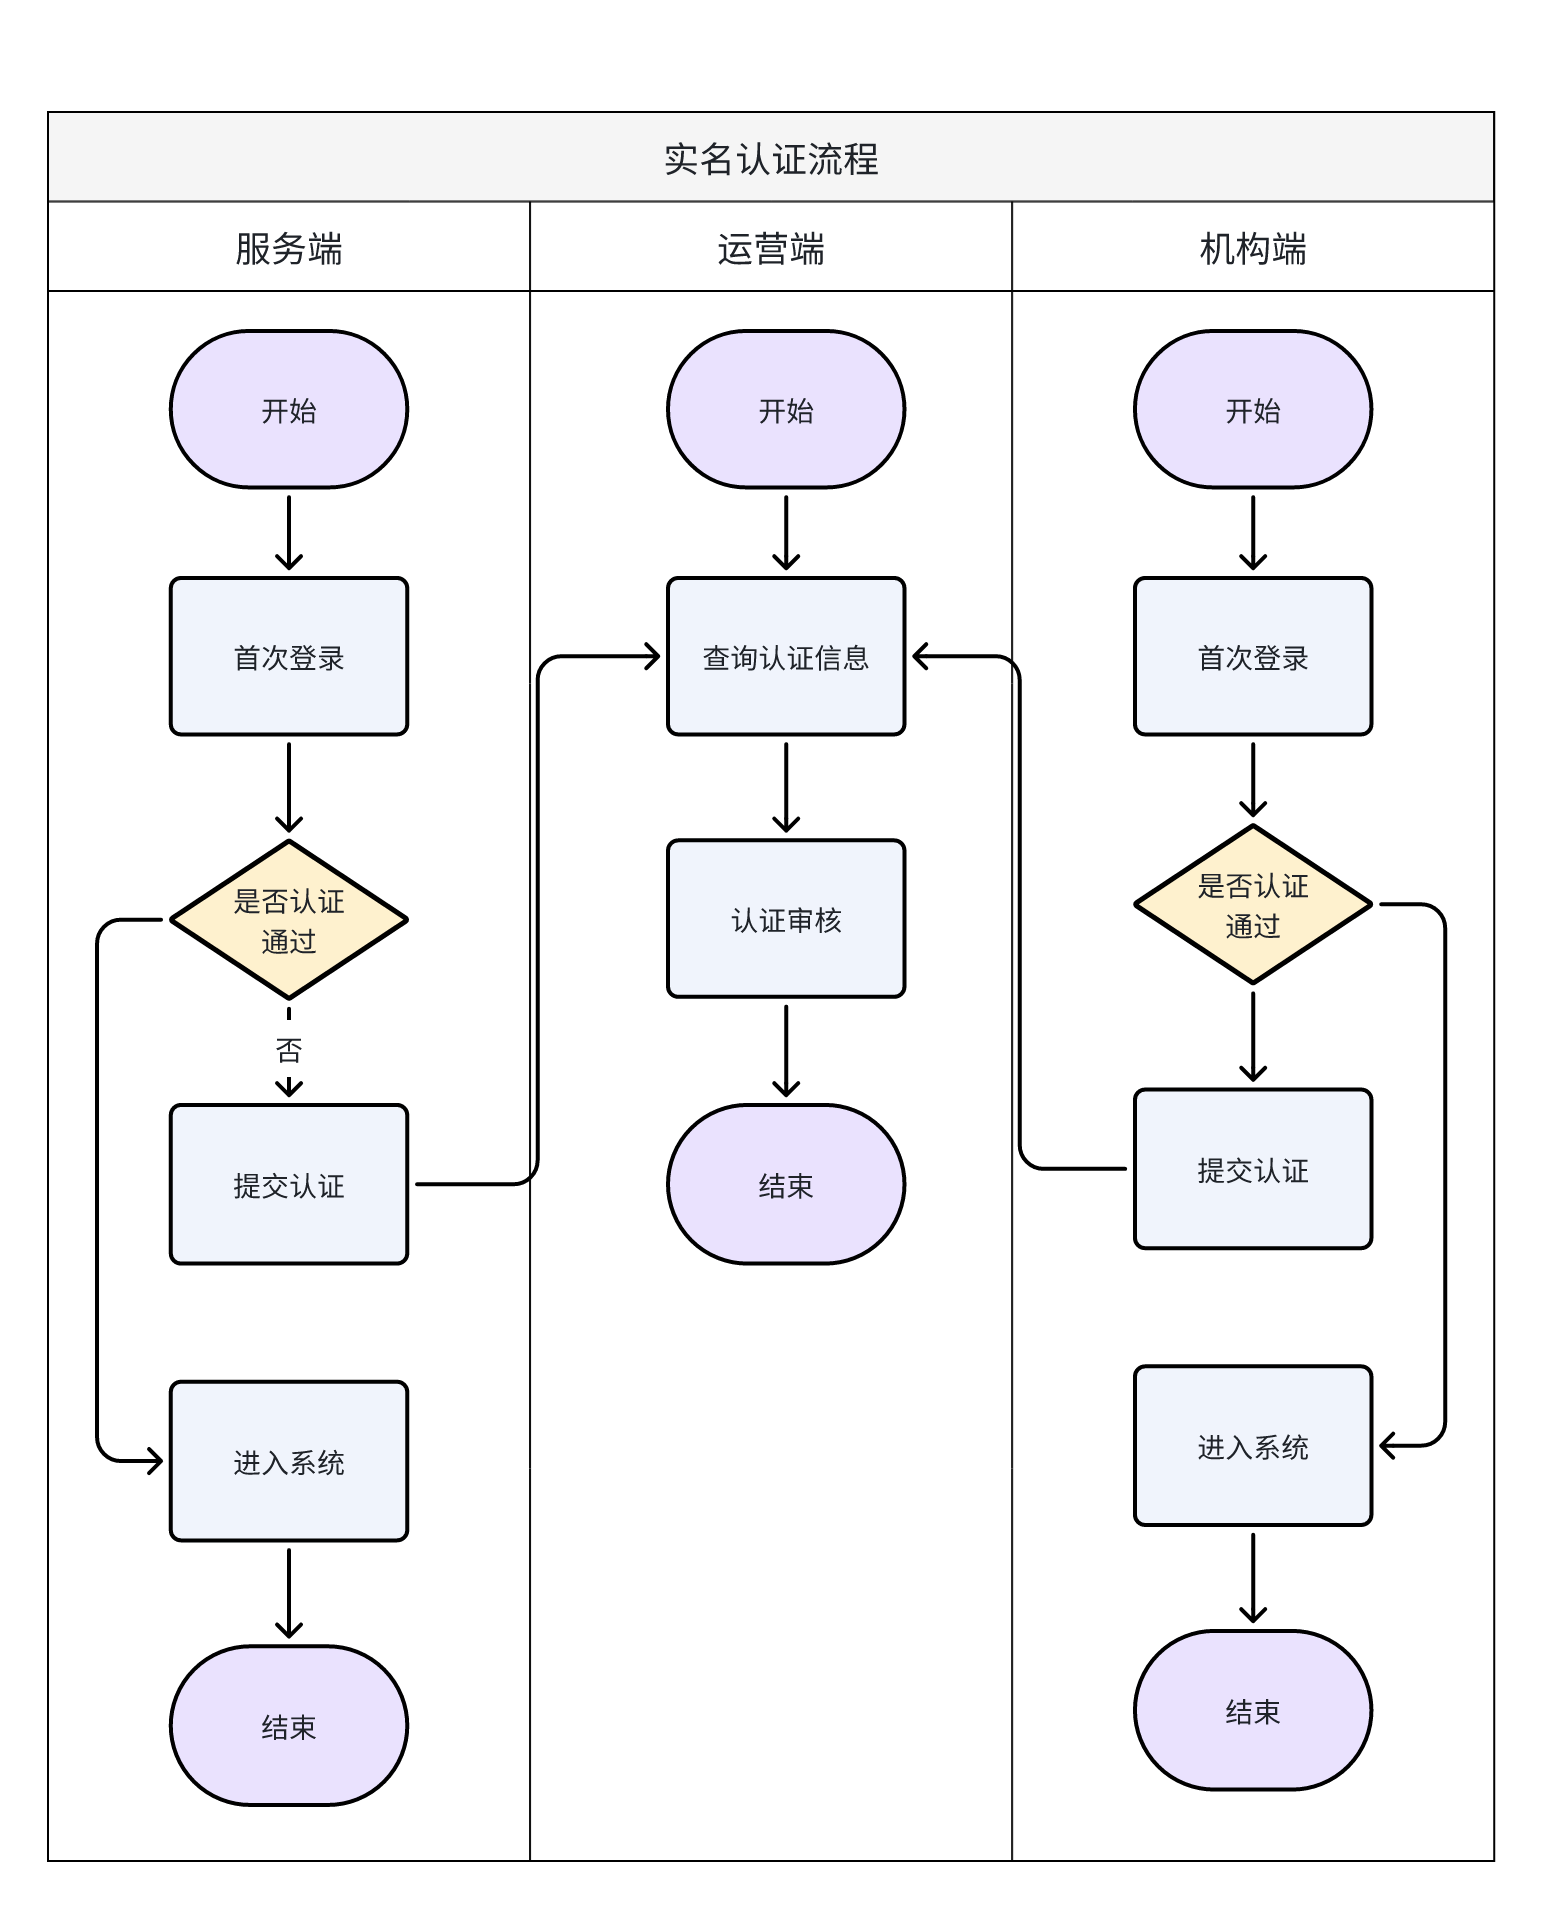 实名认证流程
服务端
运营端
机构端
开始
开始
开始
首次登录
查询认证信息
首次登录
是否认证
通过
认证审核
是否认证
通过
否
提交认证
结束
提交认证
进入系统
进入系统
结束
结束